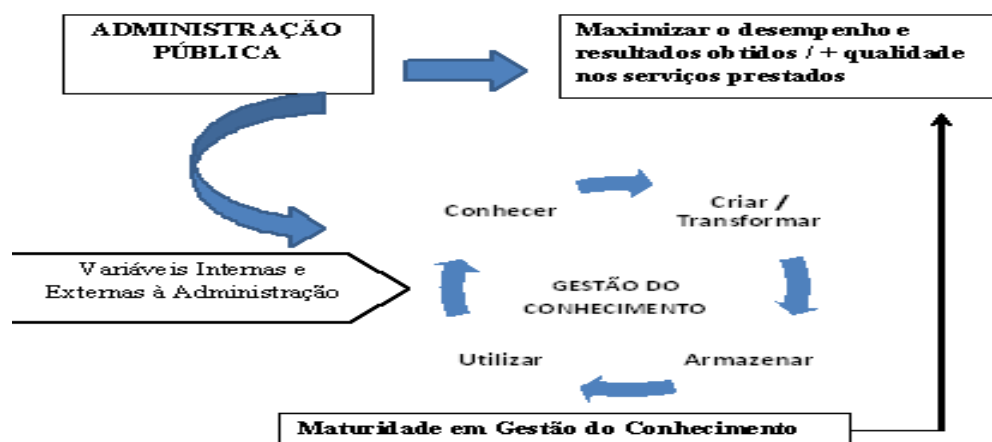 ADMINISTRAÇÃO
PÚBLICA
Maximizar o desempenho e
resultados obtidos / + qualidade
nos serviços prestados
Conhecer
Criar /
Transformar
Variáveis Internas e
Externas à Administração
GESTÃO DO
CONHECIMENTO
Utilizar
Armazenar
Maturidade em Gestão do Conhecimento